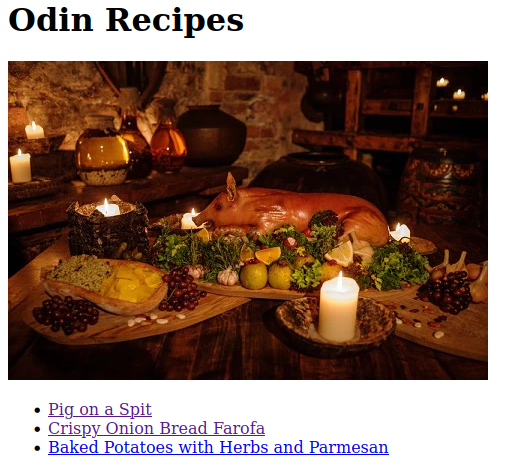 Odin Recipes
Pig on a Spit
Crispy Onion Bread Farofa
Baked Potatoes with Herbs and Parmesan